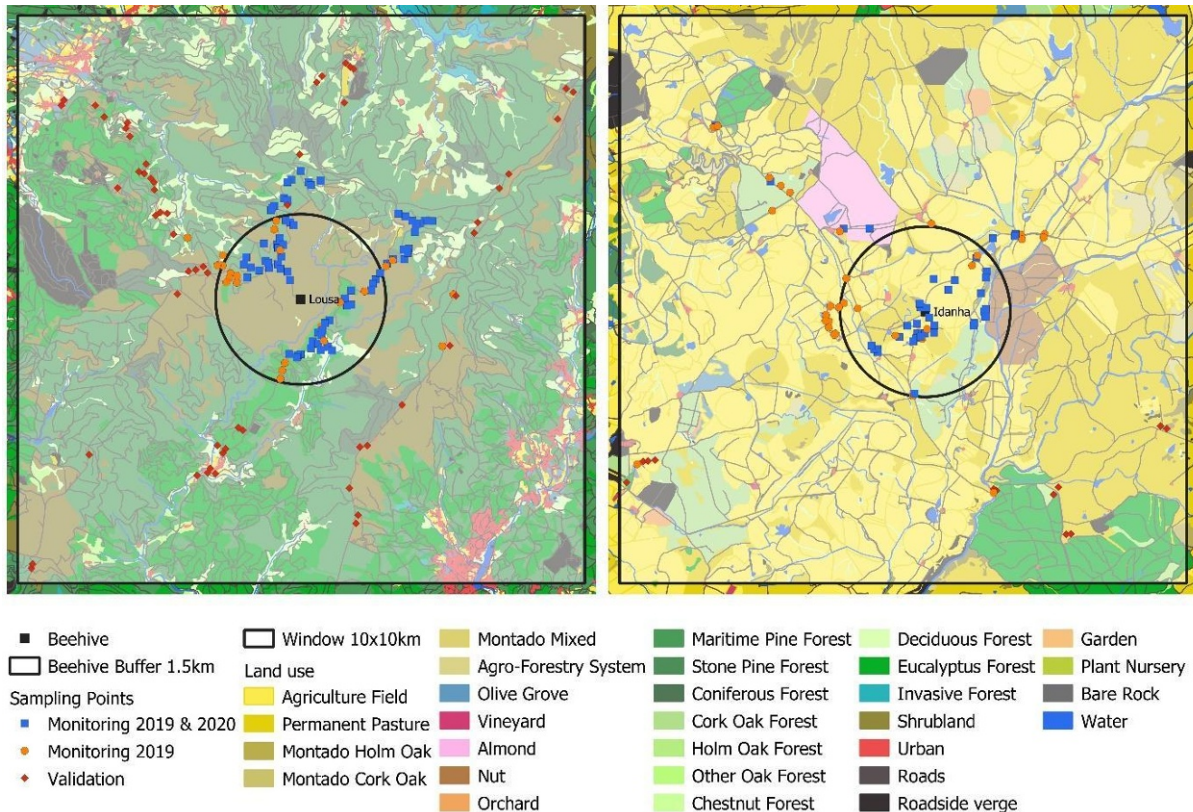 Lousa
Idanha
Beehive
Beehive Buffer 1.5km
Sampling Points
Monitoring 2019 & 2020
Monitoring 2019
Validation
Window 10x10km
Land use
Agriculture Field
Permanent Pasture
Montado Holm Oak
Montado Cork Oak
Montado Mixed
Agro-Forestry System
Olive Grove
Vineyard
Almond
Nut
Orchard
Maritime Pine Forest
Stone Pine Forest
Coniferous Forest
Cork Oak Forest
Holm Oak Forest
Other Oak Forest
Chestnut Forest
Deciduous Forest
Eucalyptus Forest
Invasive Forest
Shrubland
Urban
Roads
Roadside verge
Garden
Plant Nursery
Bare Rock
Water